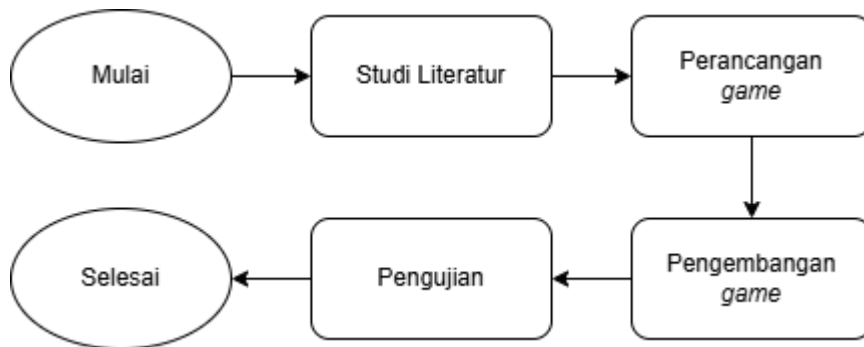 Mulai
Studi Literatur
Perancangan
game
Pengembangan
game
Pengujian
Selesai